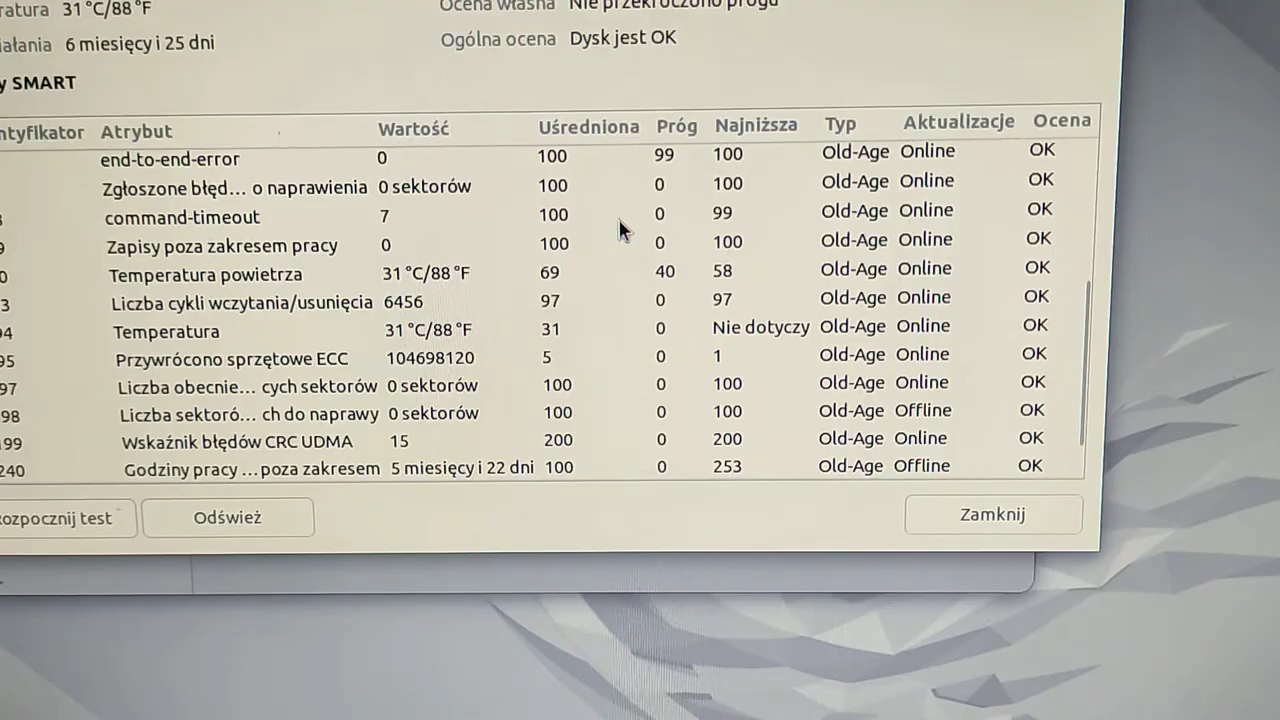 ratura 31 °C/88 °F Ocena własna Nie przekroczono progu
iałania 6 miesięcy i 25 dni Ogólna ocena Dysk jest OK
y SMART
ntyfikator Atrybut Wartość Uśredniona Próg Najniższa Typ Aktualizacje Ocena
end-to-end-error 0 100 99 100 Old-Age Online OK
Zgłoszone błęd… o naprawienia 0 sektorów 100 0 100 Old-Age Online OK
8 command-timeout 7 100 0 99 Old-Age Online OK
9 Zapisy poza zakresem pracy 0 100 0 100 Old-Age Online OK
0 Temperatura powietrza 31 °C/88 °F 69 40 58 Old-Age Online OK
3 Liczba cykli wczytania/usunięcia 6456 97 0 97 Old-Age Online OK
94 Temperatura 31 °C/88 °F 31 0 Nie dotyczy Old-Age Online OK
95 Przywrócono sprzętowe ECC 104698120 5 0 1 Old-Age Online OK
97 Liczba obecnie… cych sektorów 0 sektorów 100 0 100 Old-Age Online OK
98 Liczba sektoró… ch do naprawy 0 sektorów 100 0 100 Old-Age Offline OK
199 Wskaźnik błędów CRC UDMA 15 200 0 200 Old-Age Online OK
240 Godziny pracy …poza zakresem 5 miesięcy i 22 dni 100 0 253 Old-Age Offline OK
Rozpocznij test Odśwież Zamknij